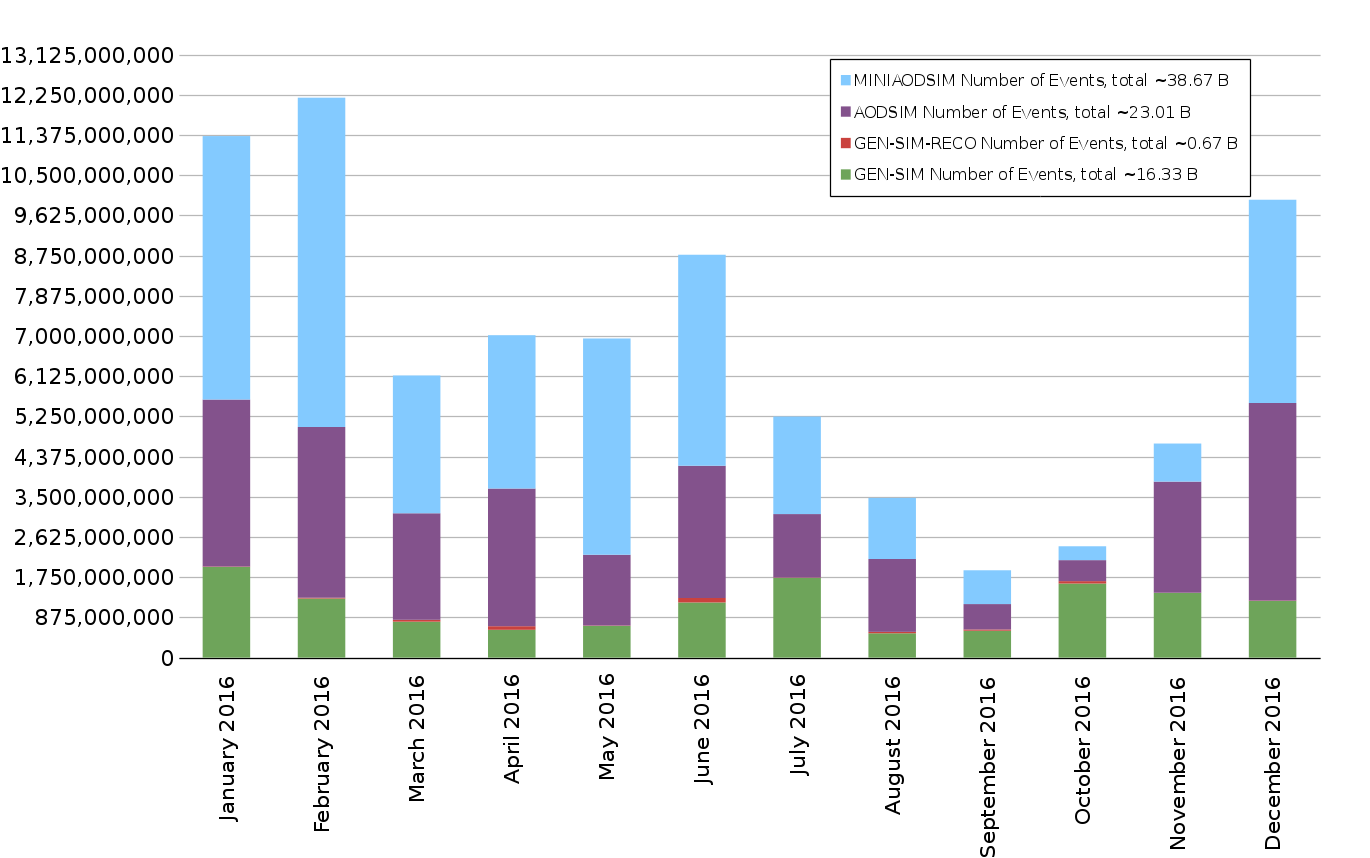 13,125,000,000
12,250,000,000
11,375,000,000
10,500,000,000
9,625,000,000
8,750,000,000
7,875,000,000
7,000,000,000
6,125,000,000
5,250,000,000
4,375,000,000
3,500,000,000
2,625,000,000
1,750,000,000
875,000,000
0
MINIAODSIM Number of Events, total ~38.67 B
AODSIM Number of Events, total ~23.01 B
GEN-SIM-RECO Number of Events, total ~0.67 B
GEN-SIM Number of Events, total ~16.33 B
January 2016
February 2016
March 2016
April 2016
May 2016
June 2016
July 2016
August 2016
September 2016
October 2016
November 2016
December 2016